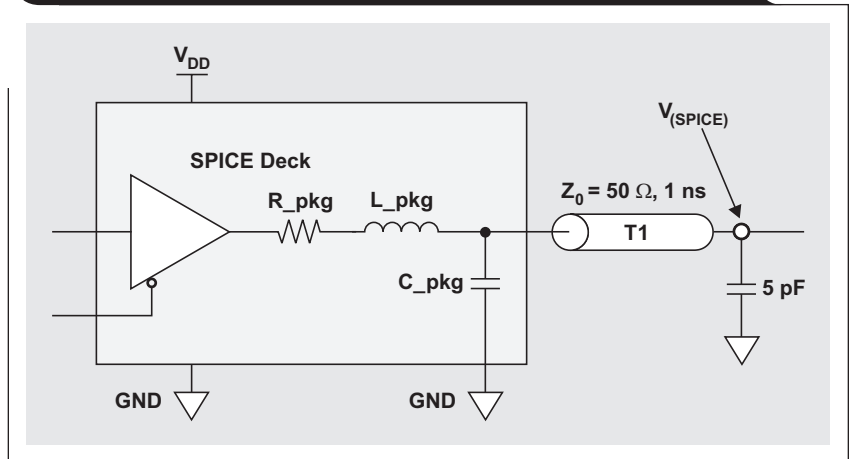 V_DD
V_(SPICE)
SPICE Deck
R_pkg
L_pkg
Z_0 = 50 Ω, 1 ns
T1
C_pkg
5 pF
GND
GND